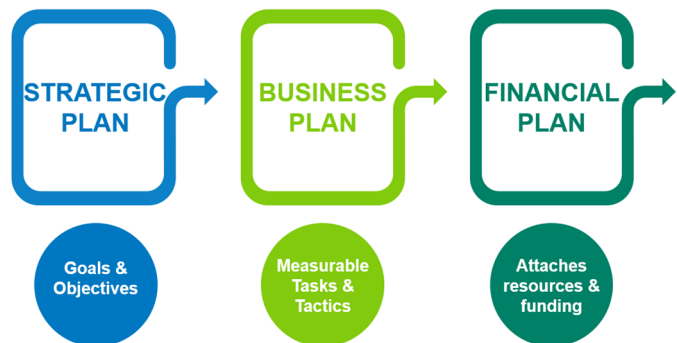 STRATEGIC
PLAN
BUSINESS
PLAN
FINANCIAL
PLAN
Goals &
Objectives
Measurable
Tasks &
Tactics
Attaches
resources &
funding